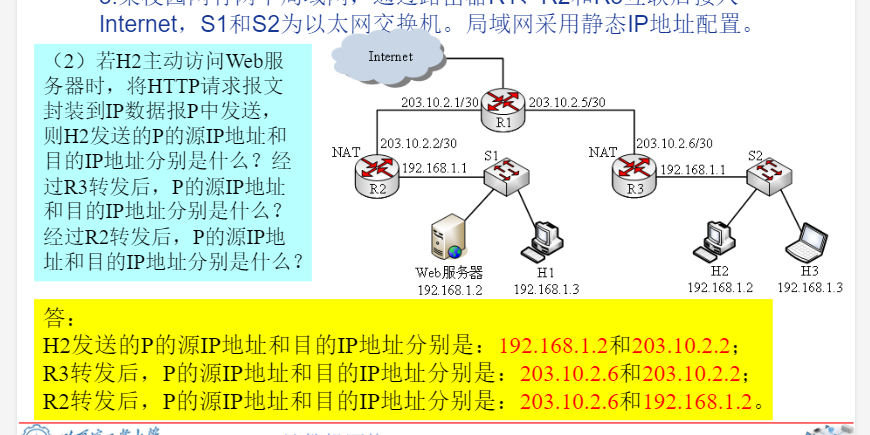 Internet，S1和S2为以太网交换机。局域网采用静态IP地址配置。
（2）若H2主动访问Web服
务器时，将HTTP请求报文
封装到IP数据报P中发送，
则H2发送的P的源IP地址和
目的IP地址分别是什么？经
过R3转发后，P的源IP地址
和目的IP地址分别是什么？
经过R2转发后，P的源IP地
址和目的IP地址分别是什么？
Internet
203.10.2.1/30
203.10.2.5/30
R1
203.10.2.2/30
203.10.2.6/30
NAT
192.168.1.1
S1
NAT
192.168.1.1
S2
R2
R3
Web服务器
H1
H2
H3
192.168.1.2
192.168.1.3
192.168.1.2
192.168.1.3
答：
H2发送的P的源IP地址和目的IP地址分别是：192.168.1.2和203.10.2.2；
R3转发后，P的源IP地址和目的IP地址分别是：203.10.2.6和203.10.2.2；
R2转发后，P的源IP地址和目的IP地址分别是：203.10.2.6和192.168.1.2。